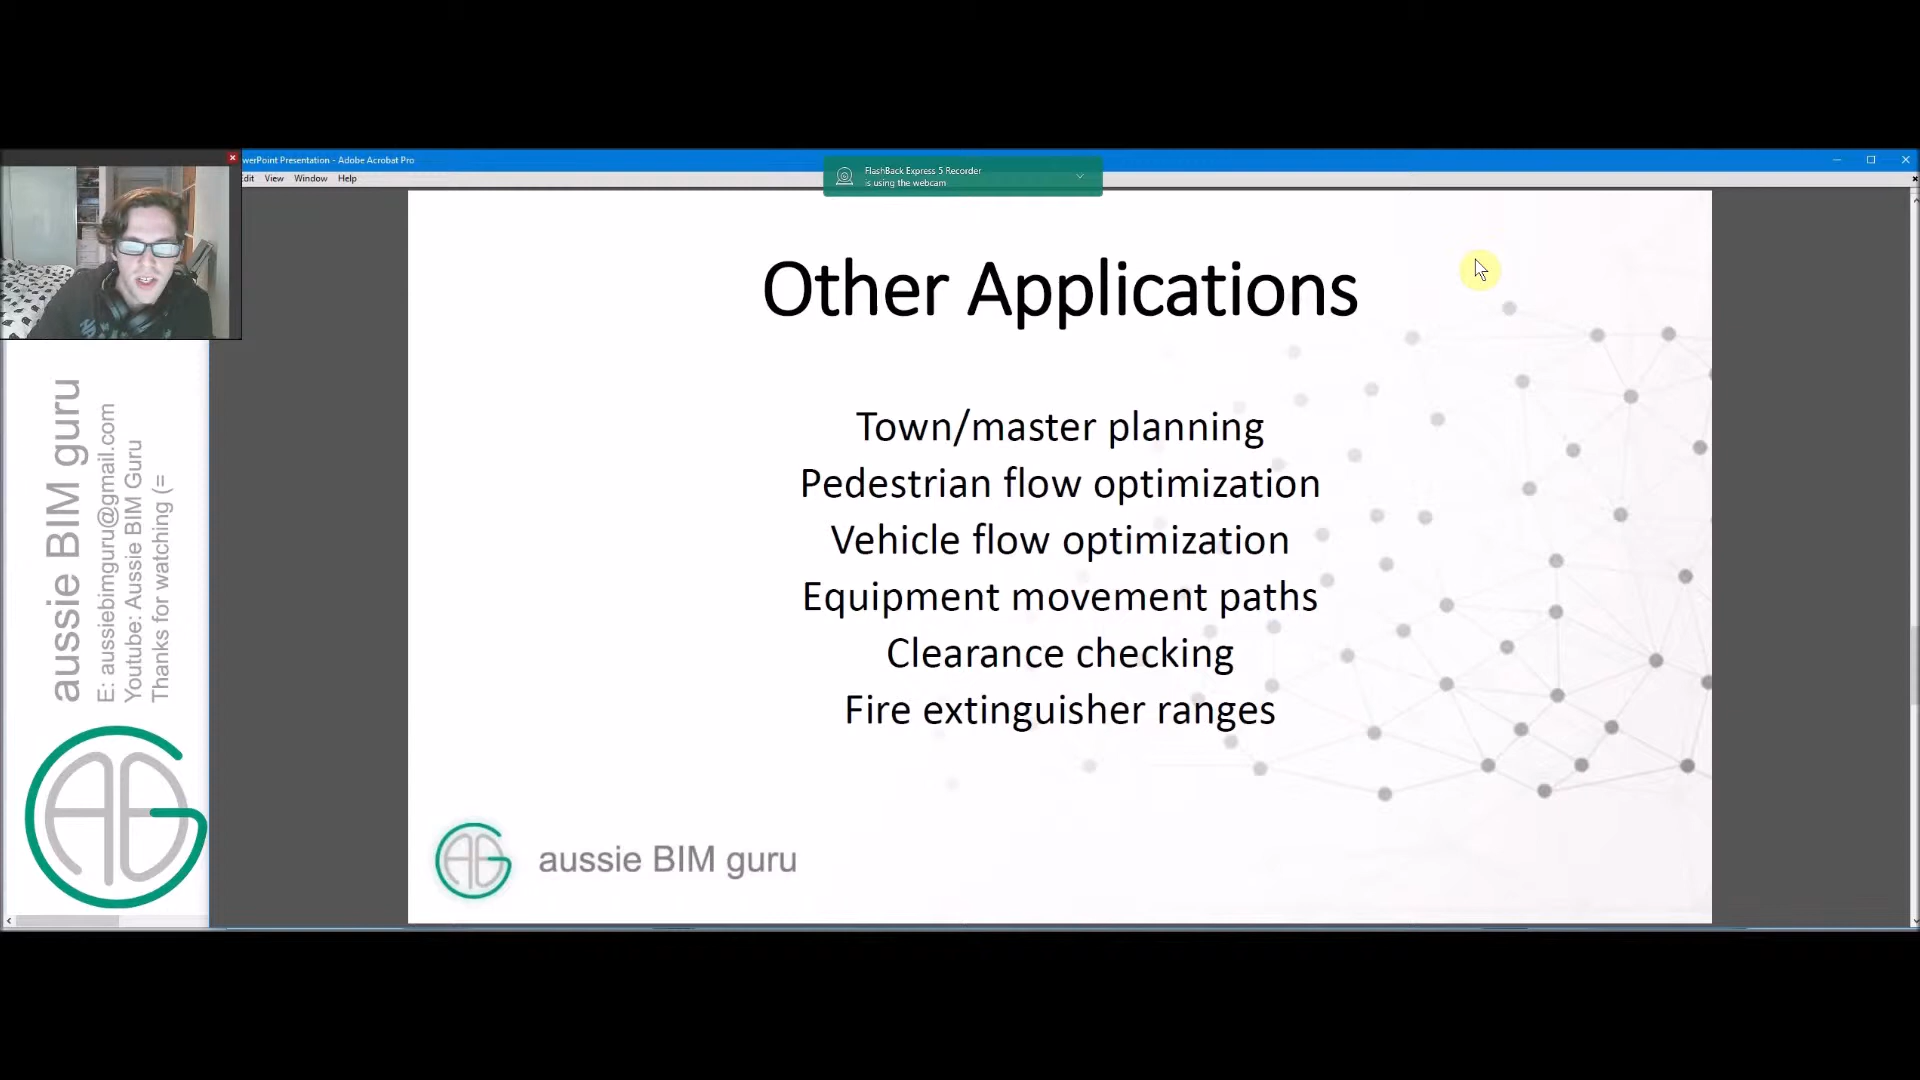 werPoint Presentation - Adobe Acrobat Pro
Edit View Window Help
FlashBack Express 5 Recorder
is using the webcam
Other Applications
Town/master planning
Pedestrian flow optimization
Vehicle flow optimization
Equipment movement paths
Clearance checking
Fire extinguisher ranges
aussie BIM guru
aussie BIM guru
E: aussiebimguru@gmail.com
Youtube: Aussie BIM Guru
Thanks for watching (=